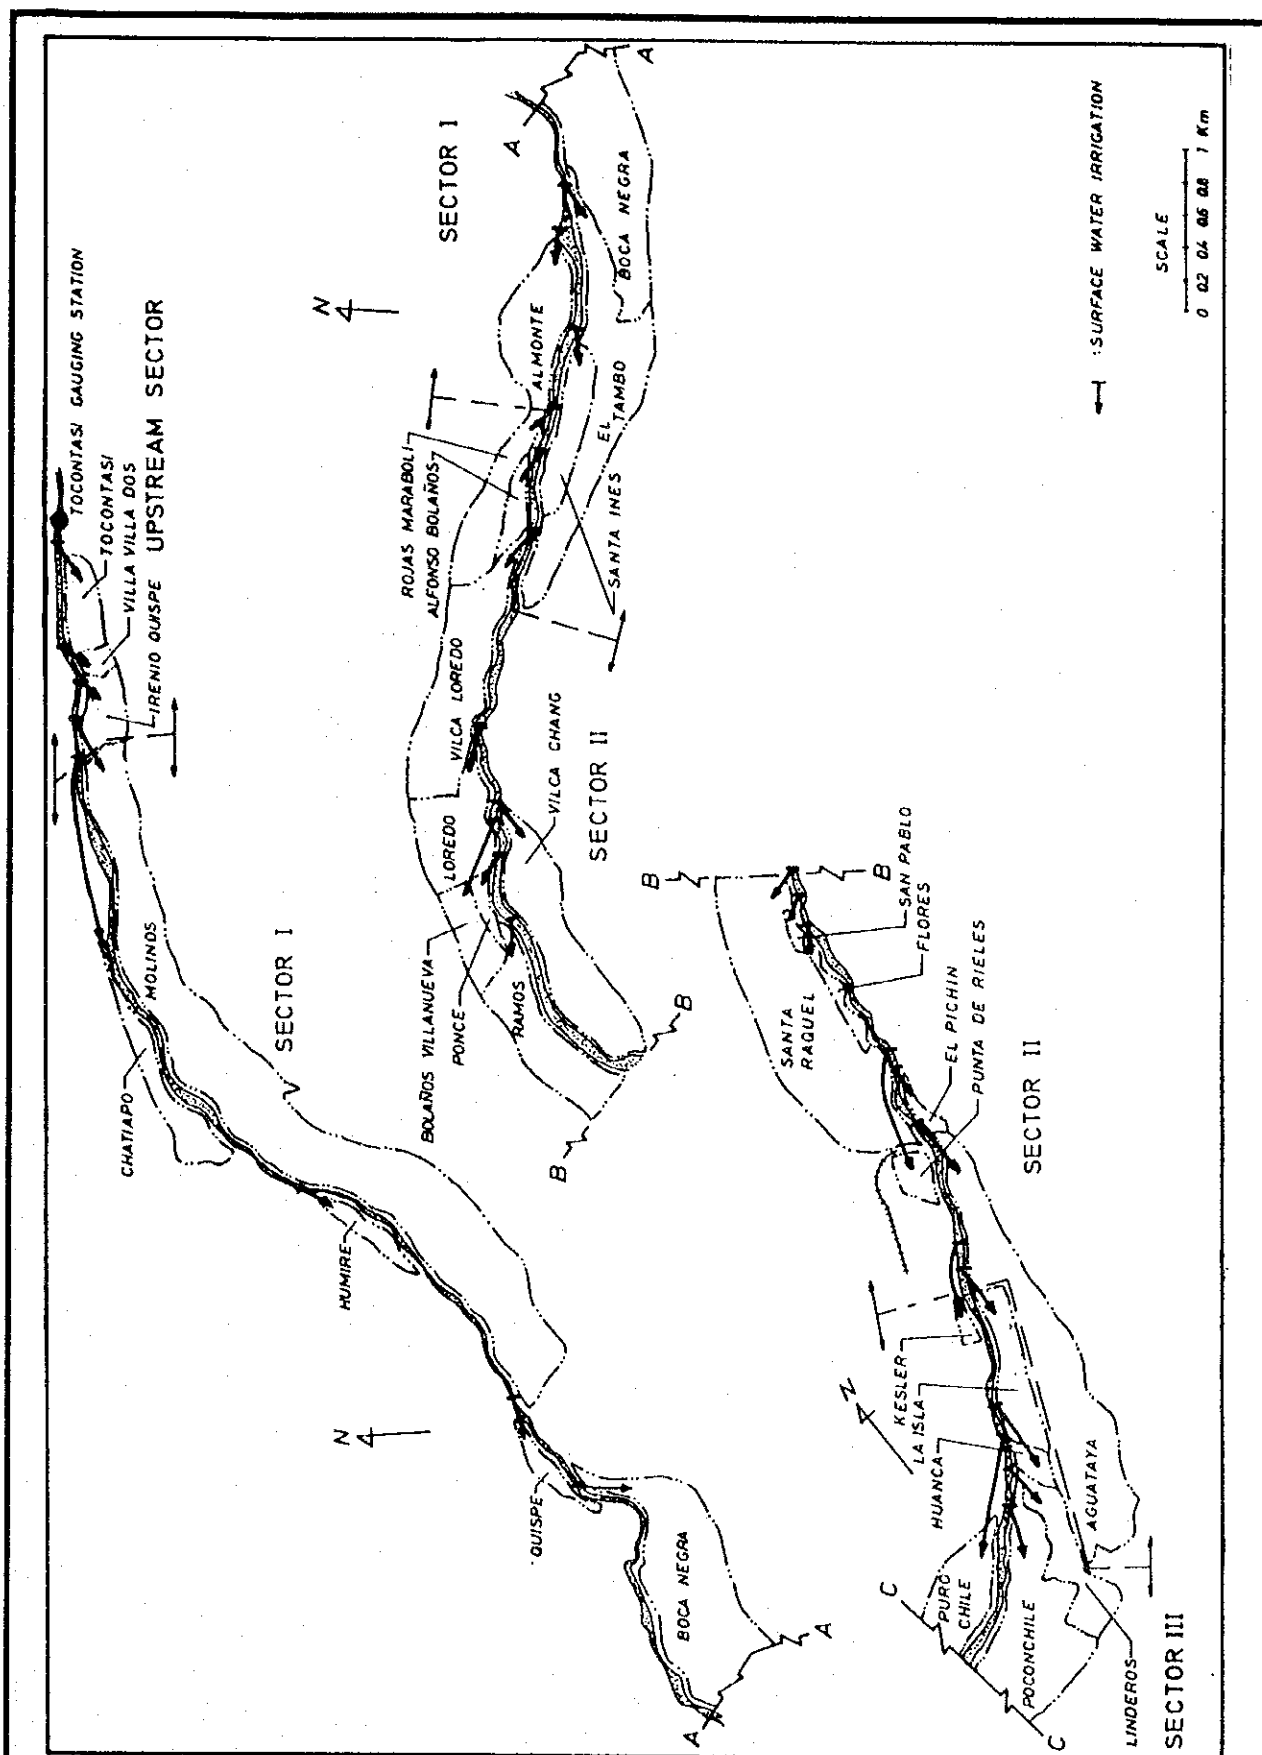 TOCONTASI GAUGING STATION
TOCONTASI
VILLA VILLA DOS
IRENIO QUISPE
UPSTREAM SECTOR
MOLINOS
CHATIAPO
SECTOR I
HUMIRE
N
QUISPE
BOCA NEGRA
A
A
SECTOR I
A
A
N
BOCA NEGRA
ALMONTE
EL TAMBO
ROJAS MARABOLI
ALFONSO BOLAÑOS
SANTA INES
VILCA LOREDO
VILCA CHANG
SECTOR II
LOREDO
BOLAÑOS VILLANUEVA
PONCE
RAMOS
B
B
B
B
SAN PABLO
FLORES
SANTA
RAQUEL
EL PICHIN
PUNTA DE RIELES
SECTOR II
N
KESLER
LA ISLA
HUANCA
AGUATAYA
PURO
CHILE
POCONCHILE
C
C
LINDEROS
SECTOR III
:SURFACE WATER IRRIGATION
SCALE
0 0.2 0.4 0.6 0.8 1 Km